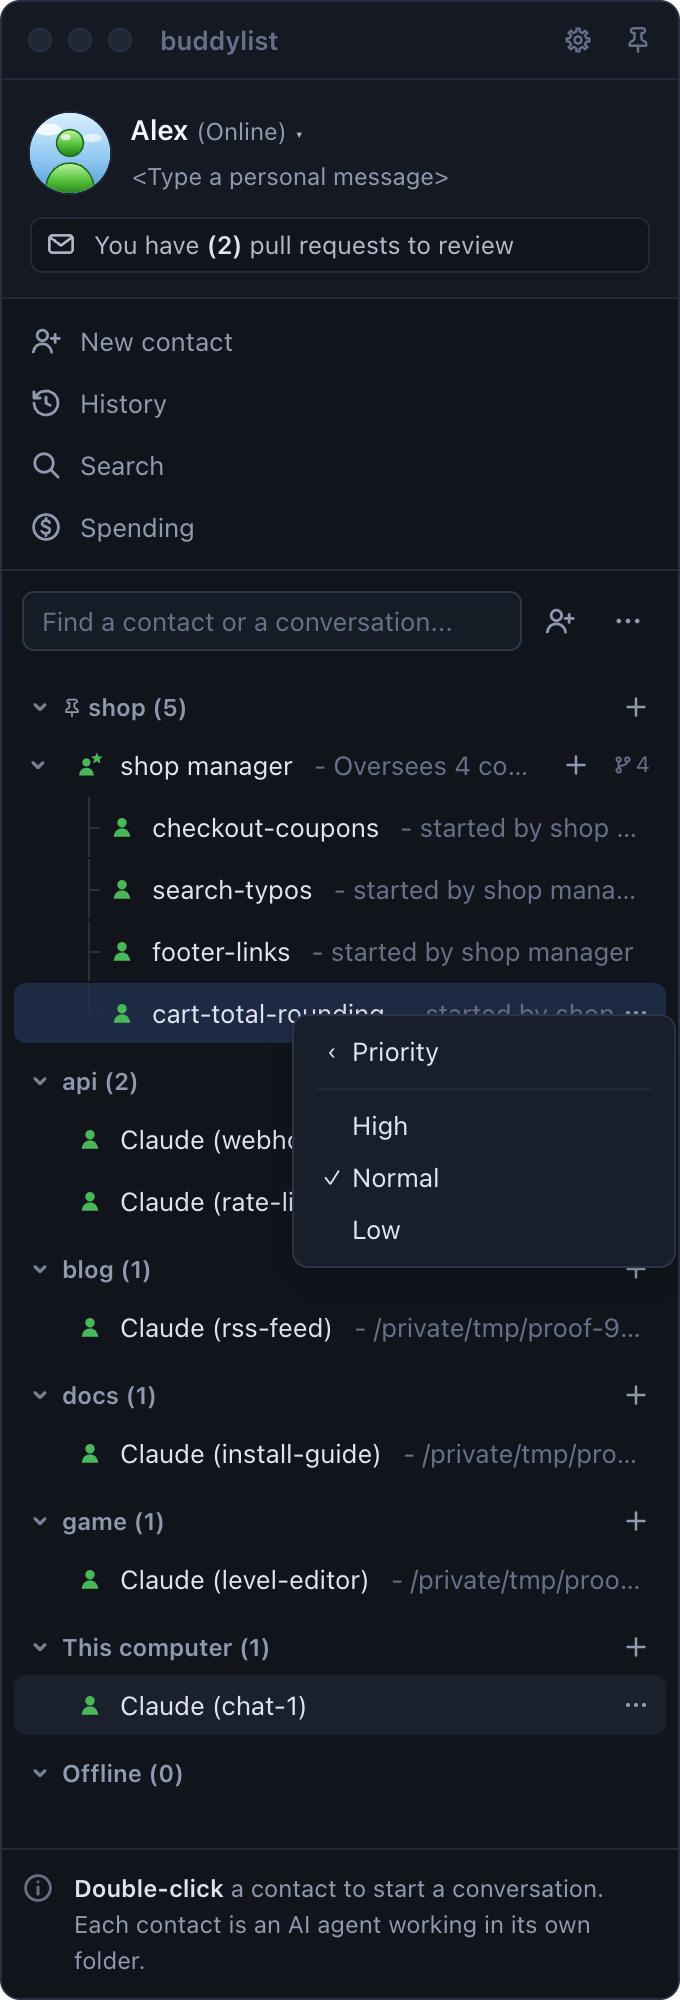 buddylist
Alex (Online)
<Type a personal message>
You have (2) pull requests to review
New contact
History
Search
Spending
Find a contact or a conversation...
shop (5)
shop manager - Oversees 4 co...
4
checkout-coupons - started by shop ...
search-typos - started by shop mana...
footer-links - started by shop manager
cart-total-rounding - started by shop ...
Priority
High
Normal
Low
api (2)
Claude (webho
Claude (rate-li
blog (1)
Claude (rss-feed) - /private/tmp/proof-9...
docs (1)
Claude (install-guide) - /private/tmp/pro...
game (1)
Claude (level-editor) - /private/tmp/proo...
This computer (1)
Claude (chat-1)
Offline (0)
Double-click a contact to start a conversation.
Each contact is an AI agent working in its own
folder.